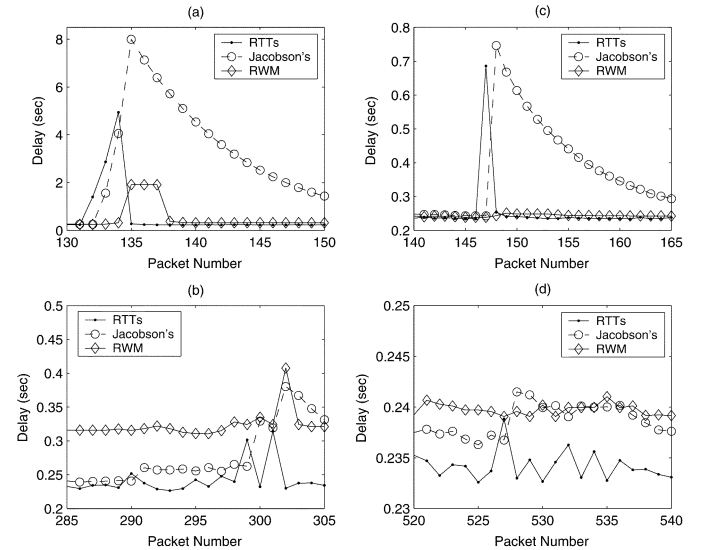 (a)
8
6
4
2
0
Delay (sec)
130 135 140 145 150
Packet Number
RTTs
Jacobson's
RWM
(c)
0.8
0.7
0.6
0.5
0.4
0.3
0.2
Delay (sec)
140 145 150 155 160 165
Packet Number
RTTs
Jacobson's
RWM
(b)
0.5
0.45
0.4
0.35
0.3
0.25
0.2
Delay (sec)
285 290 295 300 305
Packet Number
RTTs
Jacobson's
RWM
(d)
0.25
0.245
0.24
0.235
0.23
Delay (sec)
520 525 530 535 540
Packet Number
RTTs
Jacobson's
RWM